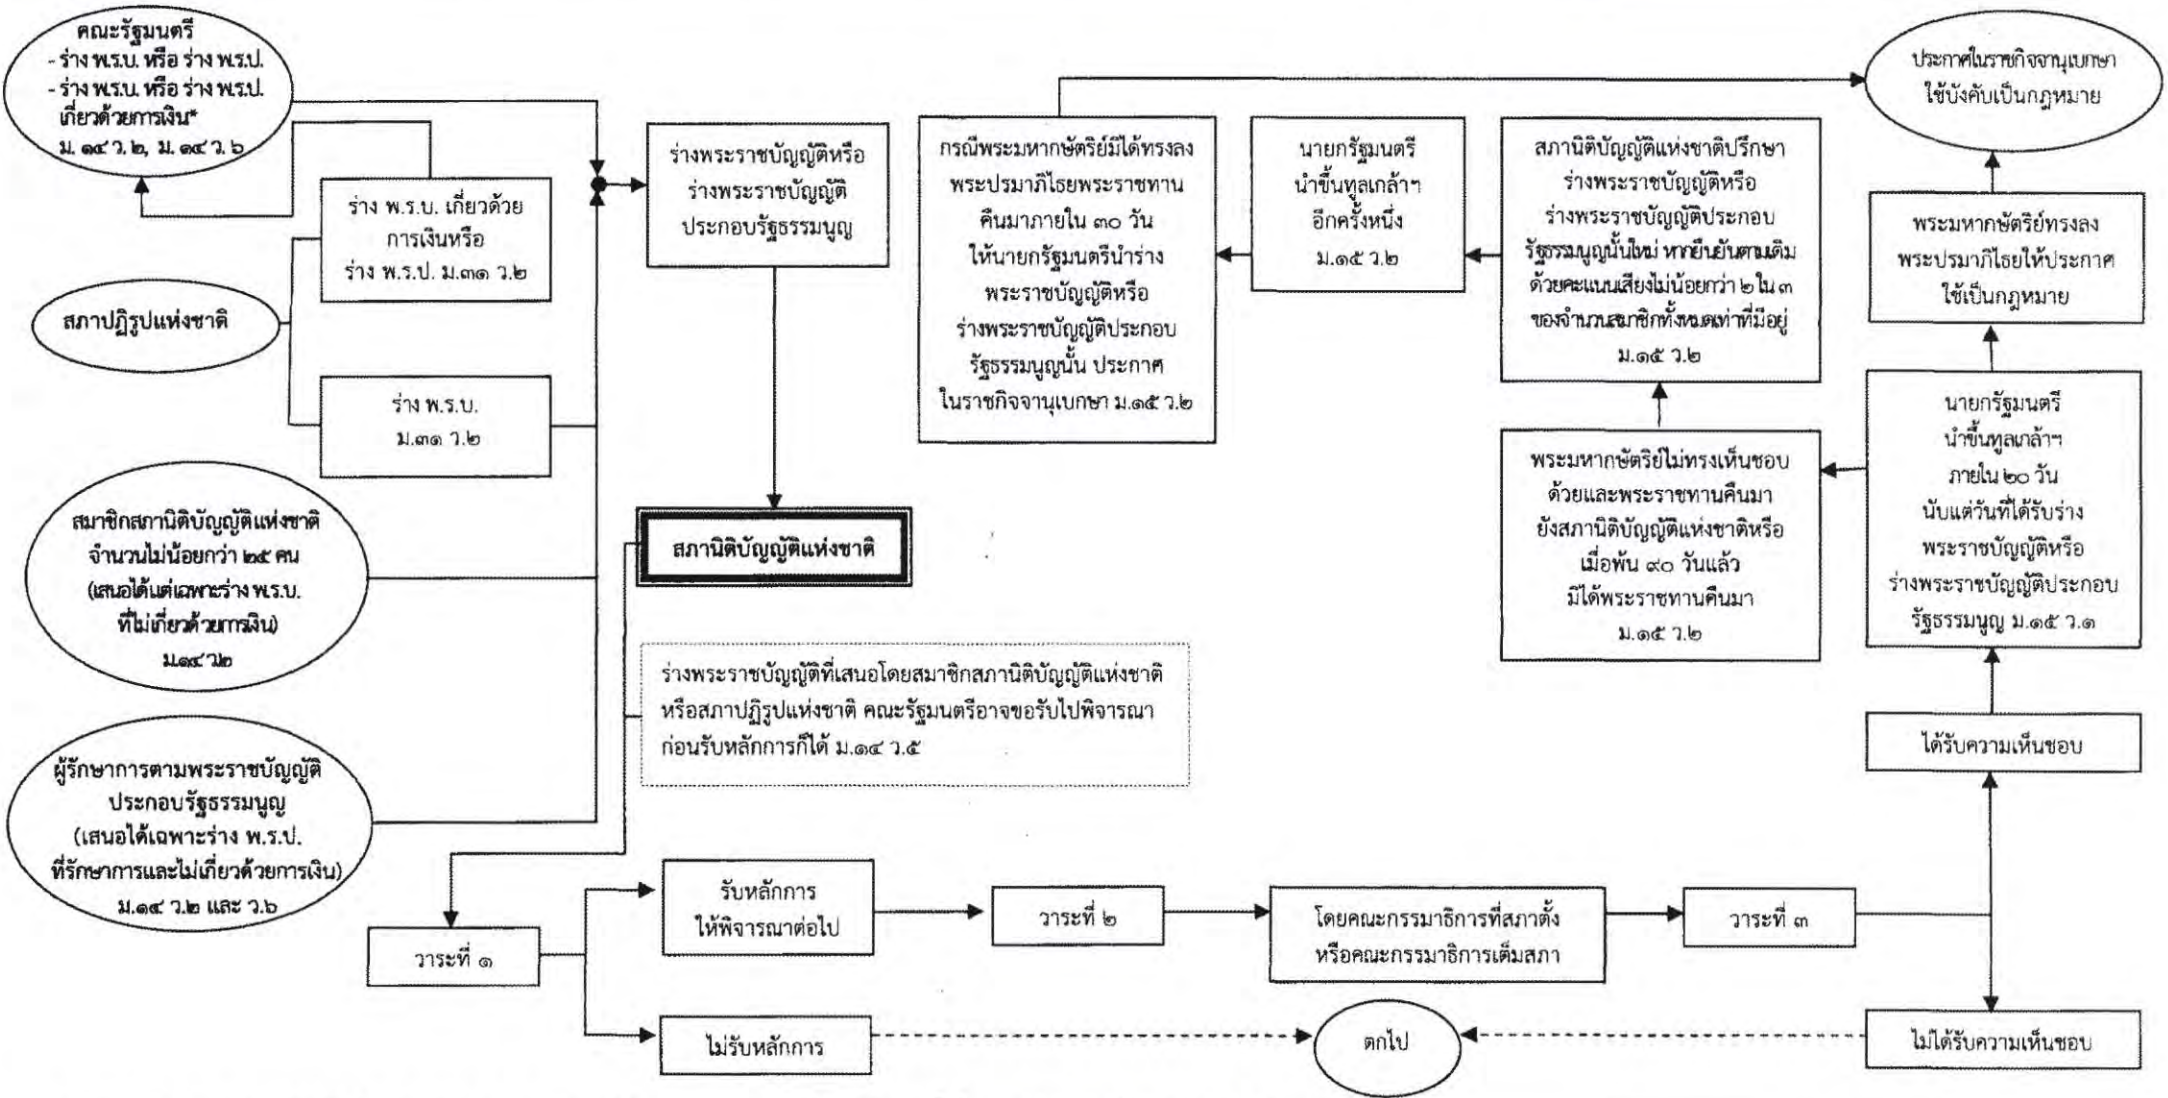 คณะรัฐมนตรี
- ร่าง พ.ร.บ. หรือ ร่าง พ.ร.ป.
- ร่าง พ.ร.บ. หรือ ร่าง พ.ร.ป.
เกี่ยวด้วยการเงิน*
ม. ๑๔ ว. ๒, ม. ๑๔ ว. ๖
ร่าง พ.ร.บ. เกี่ยวด้วย
การเงินหรือ
ร่าง พ.ร.ป. ม.๓๑ ว.๒
สภาปฏิรูปแห่งชาติ
ร่าง พ.ร.บ.
ม.๓๑ ว.๒
สมาชิกสภานิติบัญญัติแห่งชาติ
จำนวนไม่น้อยกว่า ๒๕ คน
(เสนอได้แต่เฉพาะร่าง พ.ร.บ.
ที่ไม่เกี่ยวด้วยการเงิน)
ม.๑๔ ว.๒
ผู้รักษาการตามพระราชบัญญัติ
ประกอบรัฐธรรมนูญ
(เสนอได้เฉพาะร่าง พ.ร.ป.
ที่รักษาการและไม่เกี่ยวด้วยการเงิน)
ม.๑๔ ว.๒ และ ว.๖
ร่างพระราชบัญญัติหรือ
ร่างพระราชบัญญัติ
ประกอบรัฐธรรมนูญ
สภานิติบัญญัติแห่งชาติ
ร่างพระราชบัญญัติที่เสนอโดยสมาชิกสภานิติบัญญัติแห่งชาติ
หรือสภาปฏิรูปแห่งชาติ คณะรัฐมนตรีอาจขอรับไปพิจารณา
ก่อนรับหลักการก็ได้ ม.๑๔ ว.๕
วาระที่ ๑
รับหลักการ
ให้พิจารณาต่อไป
ไม่รับหลักการ
วาระที่ ๒
โดยคณะกรรมาธิการที่สภาตั้ง
หรือคณะกรรมาธิการเต็มสภา
วาระที่ ๓
ตกไป
ไม่ได้รับความเห็นชอบ
ได้รับความเห็นชอบ
นายกรัฐมนตรี
นำขึ้นทูลเกล้าฯ
ภายใน ๒๐ วัน
นับแต่วันที่ได้รับร่าง
พระราชบัญญัติหรือ
ร่างพระราชบัญญัติประกอบ
รัฐธรรมนูญ ม.๑๕ ว.๑
พระมหากษัตริย์ทรงลง
พระปรมาภิไธยให้ประกาศ
ใช้เป็นกฎหมาย
ประกาศในราชกิจจานุเบกษา
ใช้บังคับเป็นกฎหมาย
พระมหากษัตริย์ไม่ทรงเห็นชอบ
ด้วยและพระราชทานคืนมา
ยังสภานิติบัญญัติแห่งชาติหรือ
เมื่อพ้น ๙๐ วันแล้ว
มิได้พระราชทานคืนมา
ม.๑๕ ว.๒
สภานิติบัญญัติแห่งชาติปรึกษา
ร่างพระราชบัญญัติหรือ
ร่างพระราชบัญญัติประกอบ
รัฐธรรมนูญนั้นใหม่ หากยืนยันตามเดิม
ด้วยคะแนนเสียงไม่น้อยกว่า ๒ ใน ๓
ของจำนวนสมาชิกทั้งหมดเท่าที่มีอยู่
ม.๑๕ ว.๒
นายกรัฐมนตรี
นำขึ้นทูลเกล้าฯ
อีกครั้งหนึ่ง
ม.๑๕ ว.๒
กรณีพระมหากษัตริย์มิได้ทรงลง
พระปรมาภิไธยพระราชทาน
คืนมาภายใน ๓๐ วัน
ให้นายกรัฐมนตรีนำร่าง
พระราชบัญญัติหรือ
ร่างพระราชบัญญัติประกอบ
รัฐธรรมนูญนั้น ประกาศ
ในราชกิจจานุเบกษา ม.๑๕ ว.๒